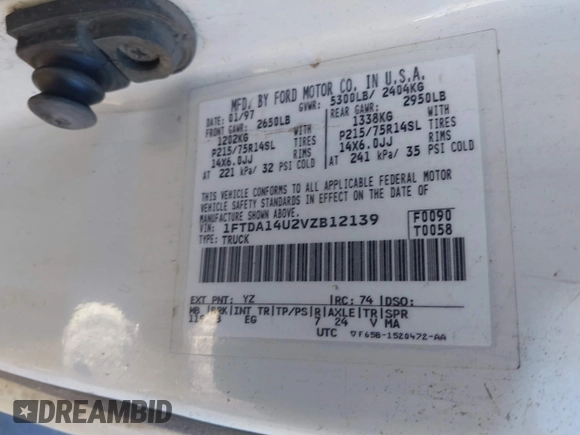 MFD. BY FORD MOTOR CO. IN U.S.A.
DATE: 01/97 GVWR: 5300LB/ 2404KG
FRONT GAWR: 2650LB REAR GAWR: 2950LB
1202KG WITH 1338KG WITH
P215/75R14SL TIRES P215/75R14SL TIRES
14X6.0JJ RIMS 14X6.0JJ RIMS
AT 221 kPa/ 32 PSI COLD AT 241 kPa/ 35 PSI COLD
THIS VEHICLE CONFORMS TO ALL APPLICABLE FEDERAL MOTOR
VEHICLE SAFETY STANDARDS IN EFFECT ON THE DATE OF
MANUFACTURE SHOWN ABOVE.
VIN: 1FTDA14U2VZB12139 F0090
TYPE: TRUCK T0058
EXT PNT: YZ RC: 74 DSO:
WB BRK INT TR TP/PS R AXLE TR SPR
EG 7 24 V MA
UTC
DREAMBID